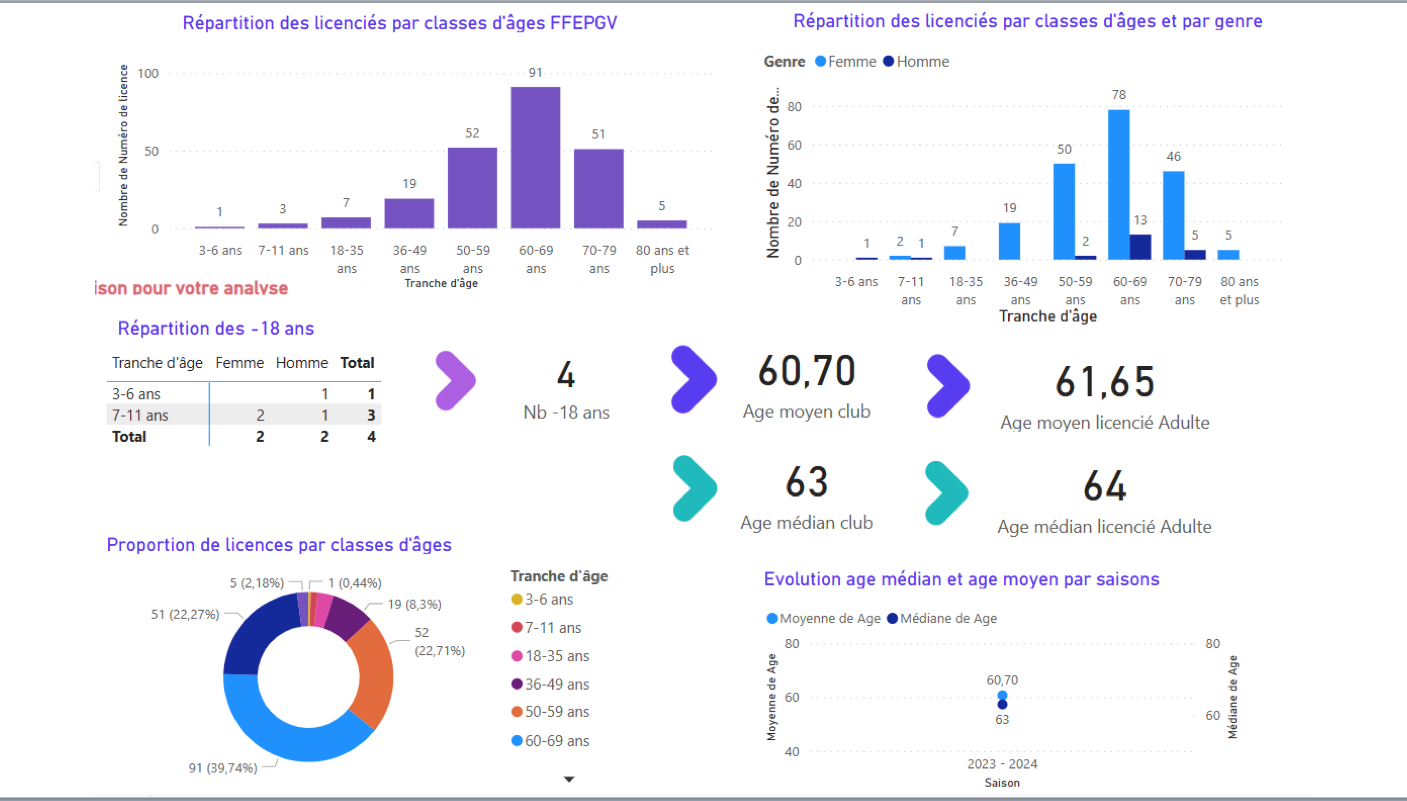 Répartition des licenciés par classes d'âges FFEPGV
Nombre de Numéro de licence
100
50
0
1
3
7
19
52
91
51
5
3-6 ans
7-11 ans
18-35 ans
36-49 ans
50-59 ans
60-69 ans
70-79 ans
80 ans et plus
Tranche d'âge
Répartition des licenciés par classes d'âges et par genre
Genre Femme Homme
Nombre de Numéro de...
80
60
40
20
0
1
2
1
7
19
50
2
78
13
46
5
5
3-6 ans
7-11 ans
18-35 ans
36-49 ans
50-59 ans
60-69 ans
70-79 ans
80 ans et plus
Tranche d'âge
ison pour votre analyse
Répartition des -18 ans
Tranche d'âge Femme Homme Total
3-6 ans 1 1
7-11 ans 2 1 3
Total 2 2 4
4
Nb -18 ans
60,70
Age moyen club
61,65
Age moyen licencié Adulte
63
Age médian club
64
Age médian licencié Adulte
Proportion de licences par classes d'âges
5 (2,18%)
1 (0,44%)
19 (8,3%)
52
(22,71%)
51 (22,27%)
91 (39,74%)
Tranche d'âge
3-6 ans
7-11 ans
18-35 ans
36-49 ans
50-59 ans
60-69 ans
Evolution age médian et age moyen par saisons
Moyenne de Age Médiane de Age
Moyenne de Age
80
60
40
60,70
63
80
60
Médiane de Age
2023 - 2024
Saison